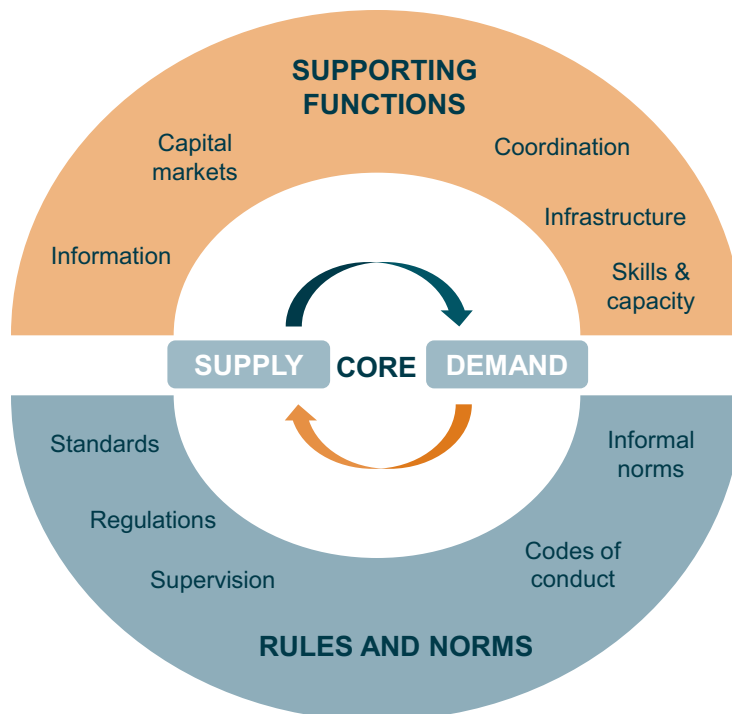 SUPPORTING
FUNCTIONS
Capital
markets
Coordination
Information
Infrastructure
Skills &
capacity
SUPPLY CORE DEMAND
Standards
Informal
norms
Regulations
Codes of
conduct
Supervision
RULES AND NORMS